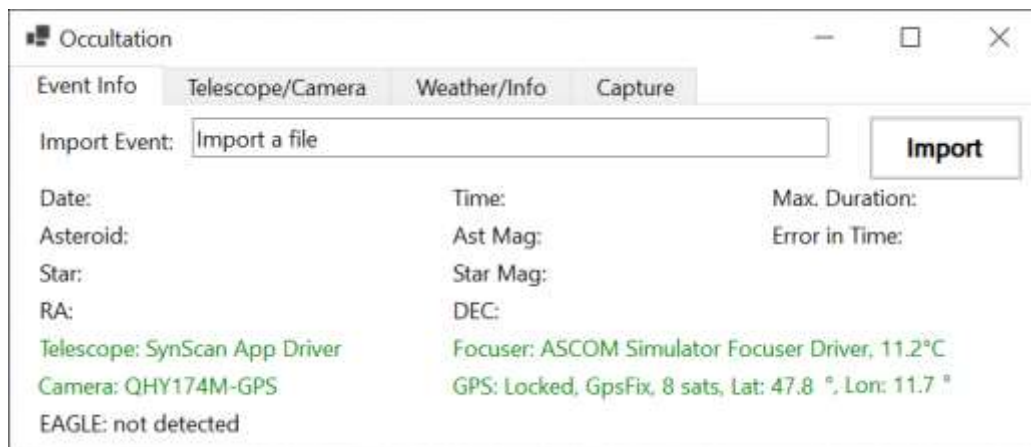 Occultation
Event Info Telescope/Camera Weather/Info Capture
Import Event: Import a file Import
Date: Time: Max. Duration:
Asteroid: Ast Mag: Error in Time:
Star: Star Mag:
RA: DEC:
Telescope: SynScan App Driver Focuser: ASCOM Simulator Focuser Driver, 11.2°C
Camera: QHY174M-GPS GPS: Locked, GpsFix, 8 sats, Lat: 47.8 °, Lon: 11.7 °
EAGLE: not detected